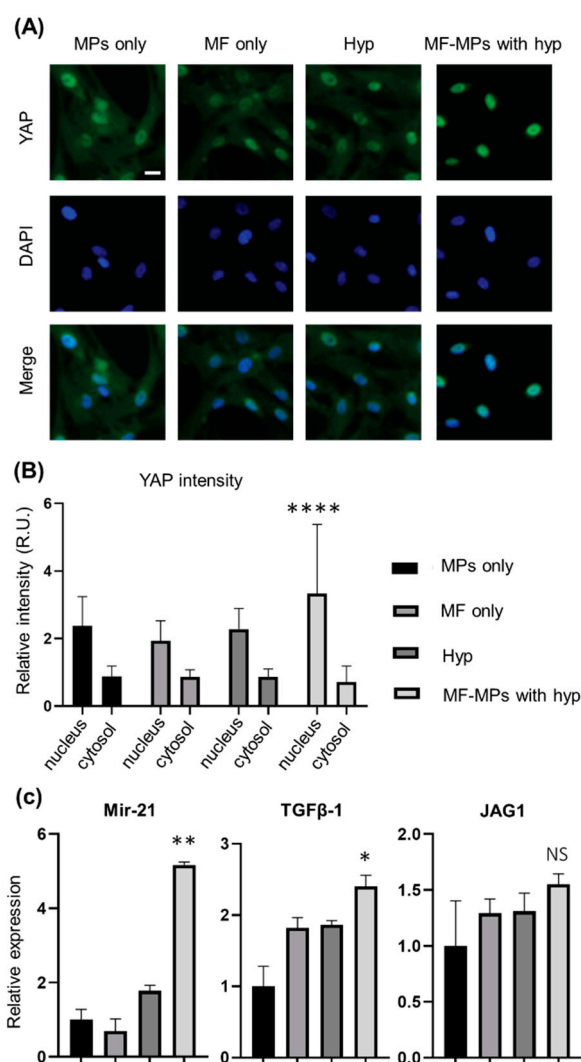 (A)
MPs only MF only Hyp MF-MPs with hyp
YAP
DAPI
Merge
(B)
YAP intensity
Relative intensity (R.U.)
6
4
2
0
****
nucleus cytosol nucleus cytosol nucleus cytosol nucleus cytosol
MPs only
MF only
Hyp
MF-MPs with hyp
(c)
Mir-21 TGFβ-1 JAG1
Relative expression
6
4
2
0
**
3
2
1
0
*
2.0
1.5
1.0
0.5
0.0
NS